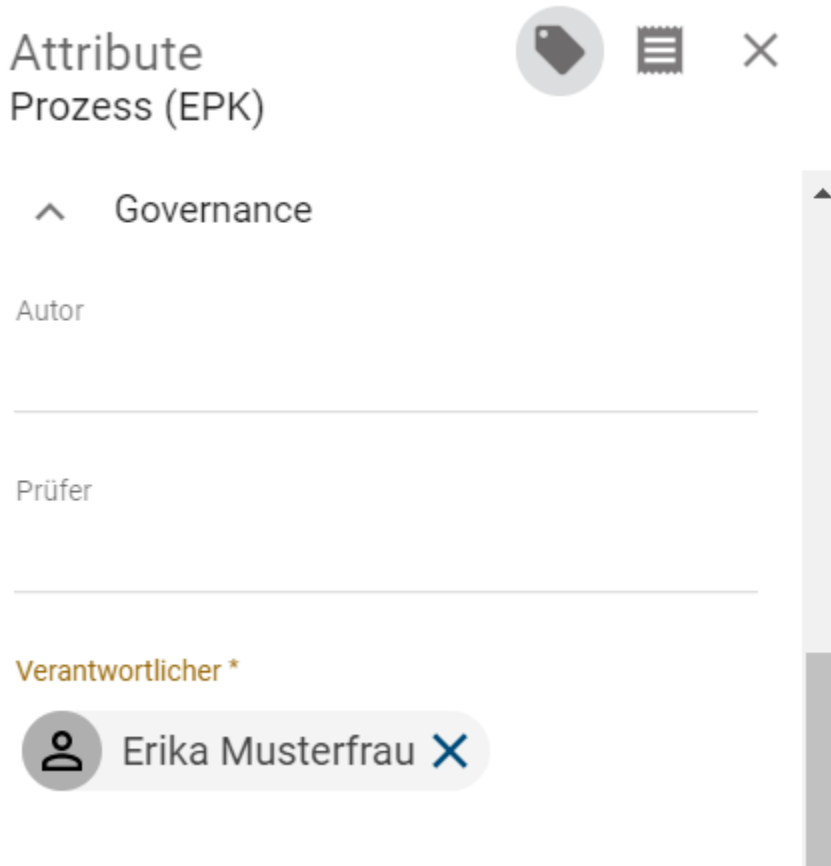 Attribute
Prozess (EPK)
Governance
Autor
Prüfer
Verantwortlicher *
Erika Musterfrau